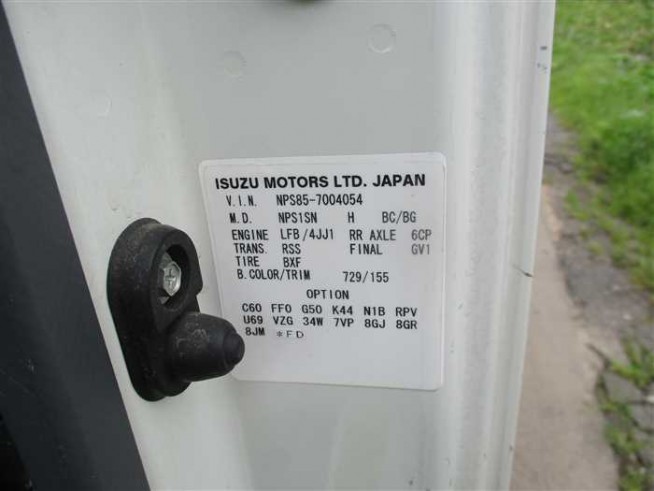 ISUZU MOTORS LTD. JAPAN
V.I.N. NPS85-7004054
M.D. NPS1SN H BC/BG
ENGINE LFB/4JJ1 RR AXLE 6CP
TRANS. RSS FINAL GV1
TIRE BXF
B.COLOR/TRIM 729/155
OPTION
C60 FF0 G50 K44 N1B RPV
U69 VZG 34W 7VP 8GJ 8GR
8JM *FD